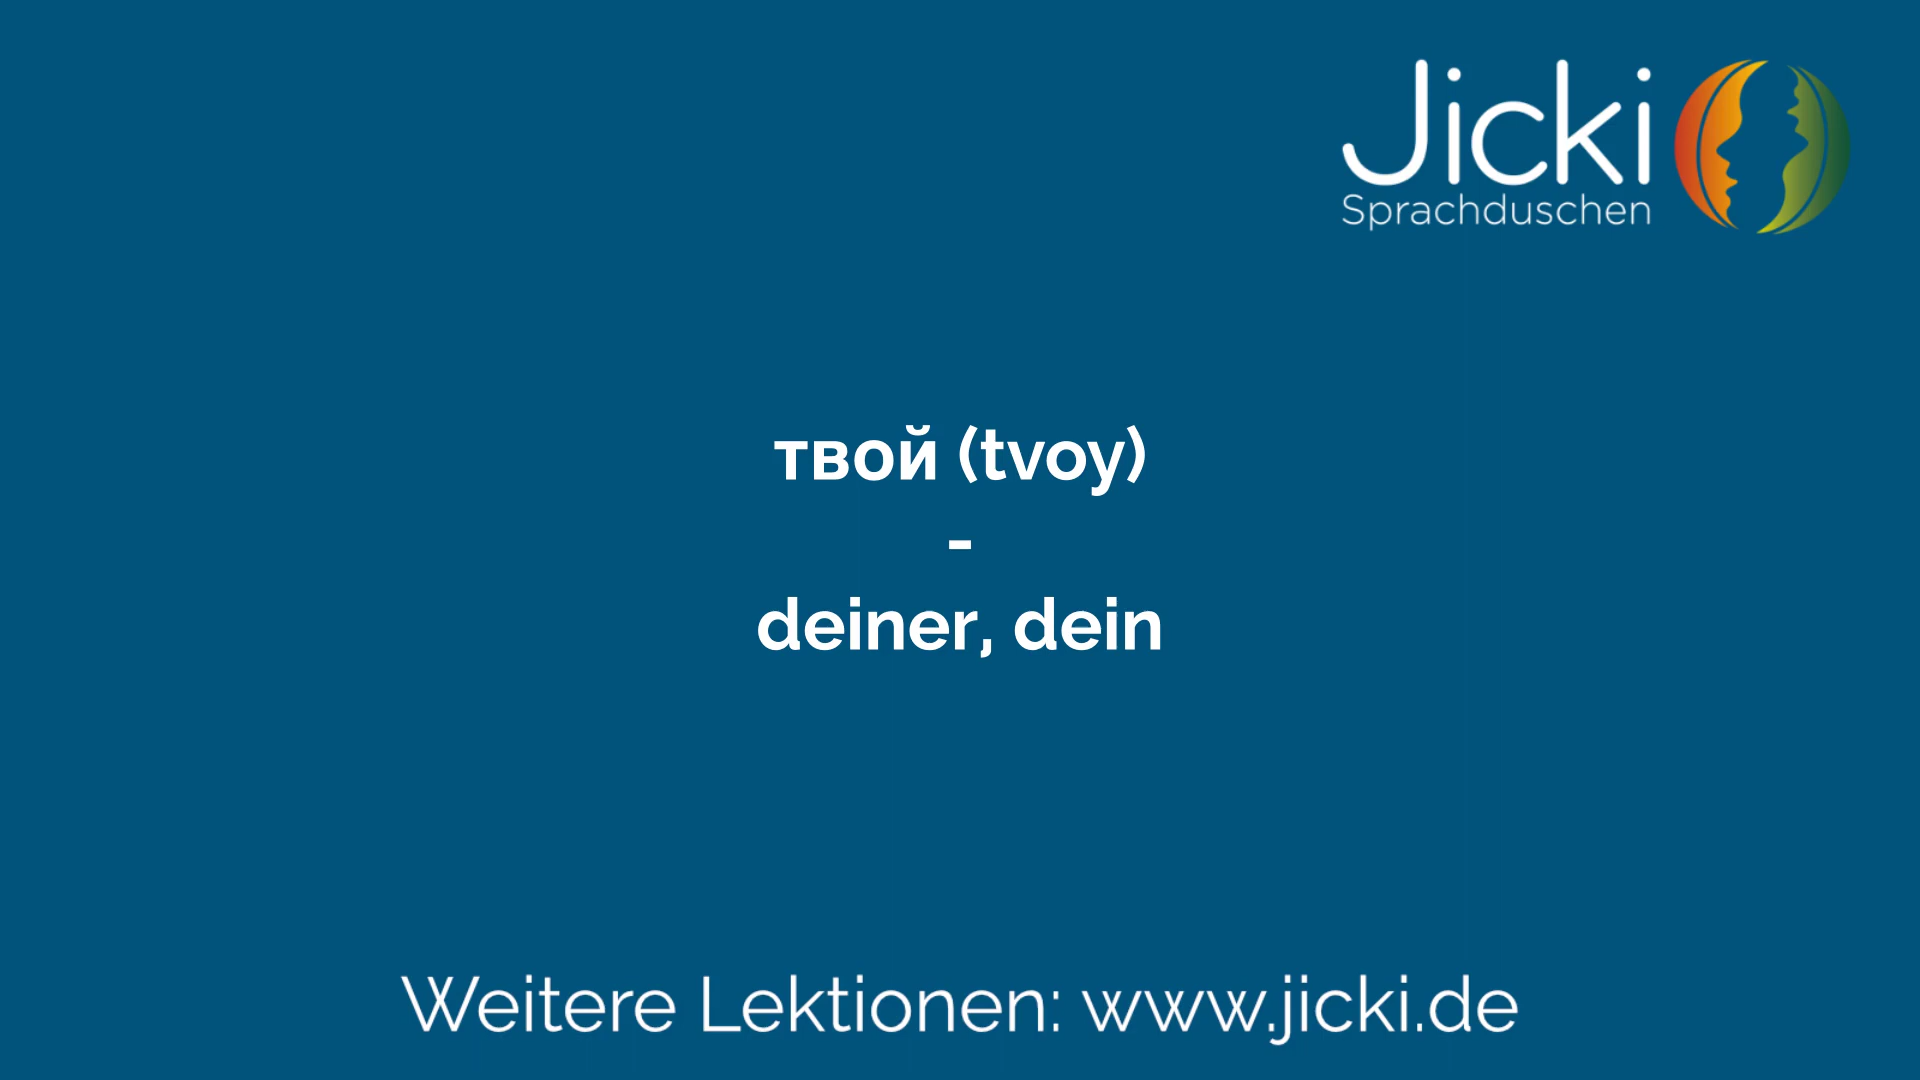 Jicki
Sprachduschen
твой (tvoy)
-
deiner, dein
Weitere Lektionen: www.jicki.de